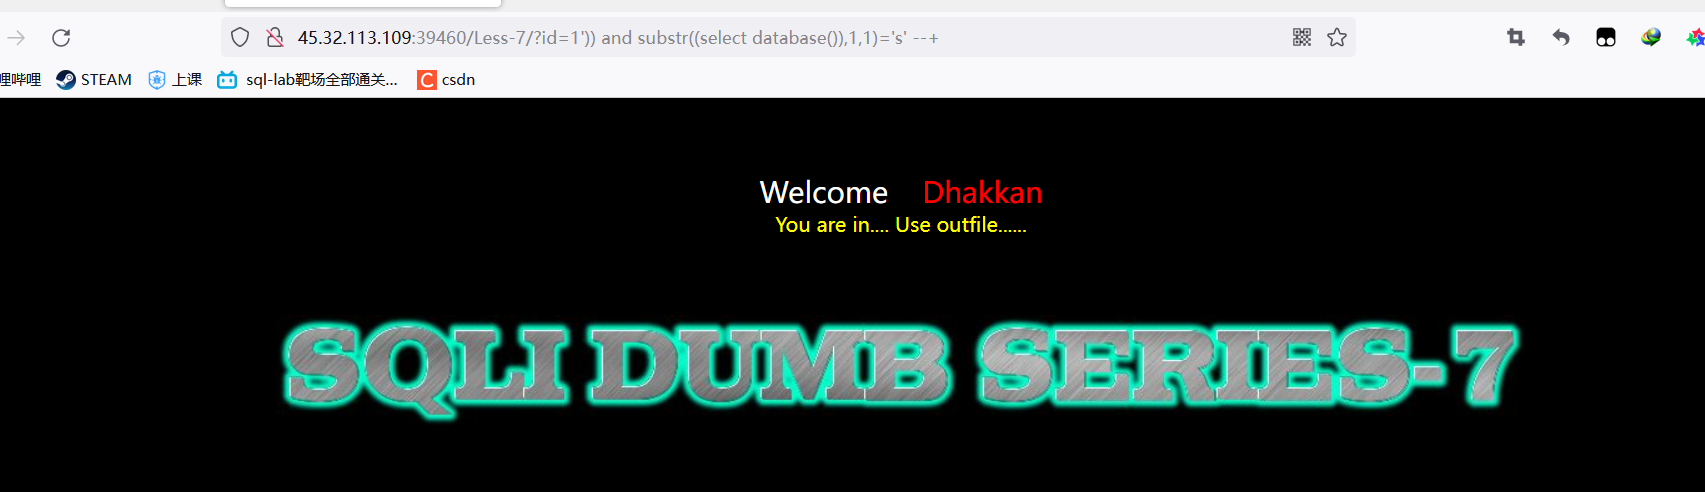 45.32.113.109:39460/Less-7/?id=1')) and substr((select database()),1,1)='s' --+
哩哔哩 STEAM 上课 sql-lab靶场全部通关... C csdn
Welcome Dhakkan
You are in.... Use outfile......
SQLI DUMB SERIES-7